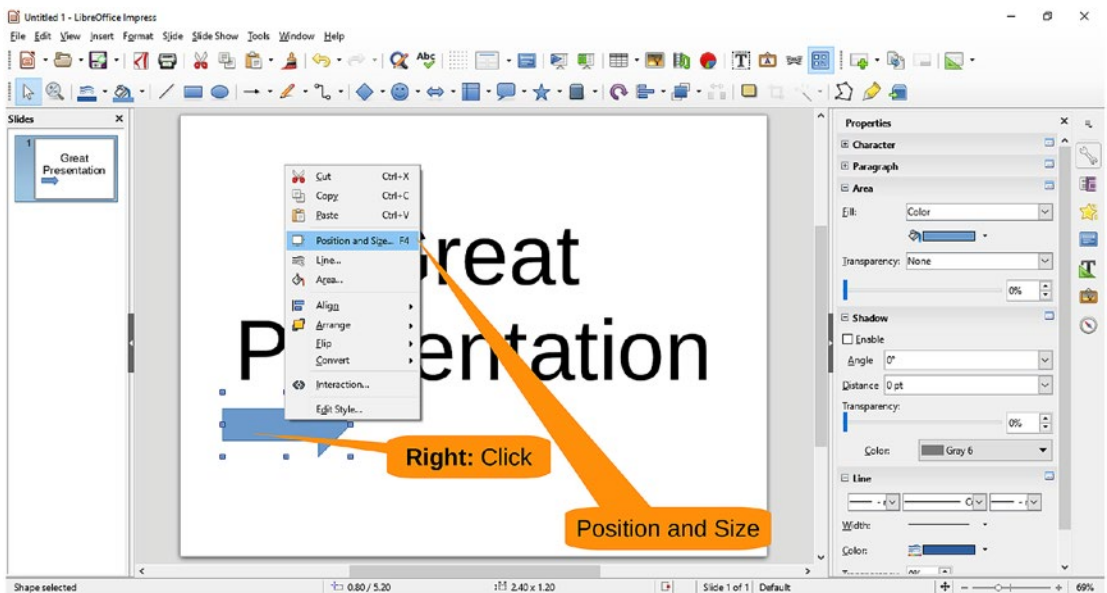 Untitled 1 - LibreOffice Impress
File Edit View Insert Format Slide Slide Show Tools Window Help
Slides
1
Great
Presentation
Cut Ctrl+X
Copy Ctrl+C
Paste Ctrl+V
Position and Size... F4
Line...
Area...
Align
Arrange
Flip
Convert
Interaction...
Edit Style...
Great
Presentation
Right: Click
Position and Size
Properties
Character
Paragraph
Area
Fill: Color
Transparency: None
0%
Shadow
Enable
Angle 0°
Distance 0 pt
Transparency:
0%
Color: Gray 6
Line
Width:
Color:
Shape selected 0.80 / 5.20 2.40 x 1.20 Slide 1 of 1 Default 69%